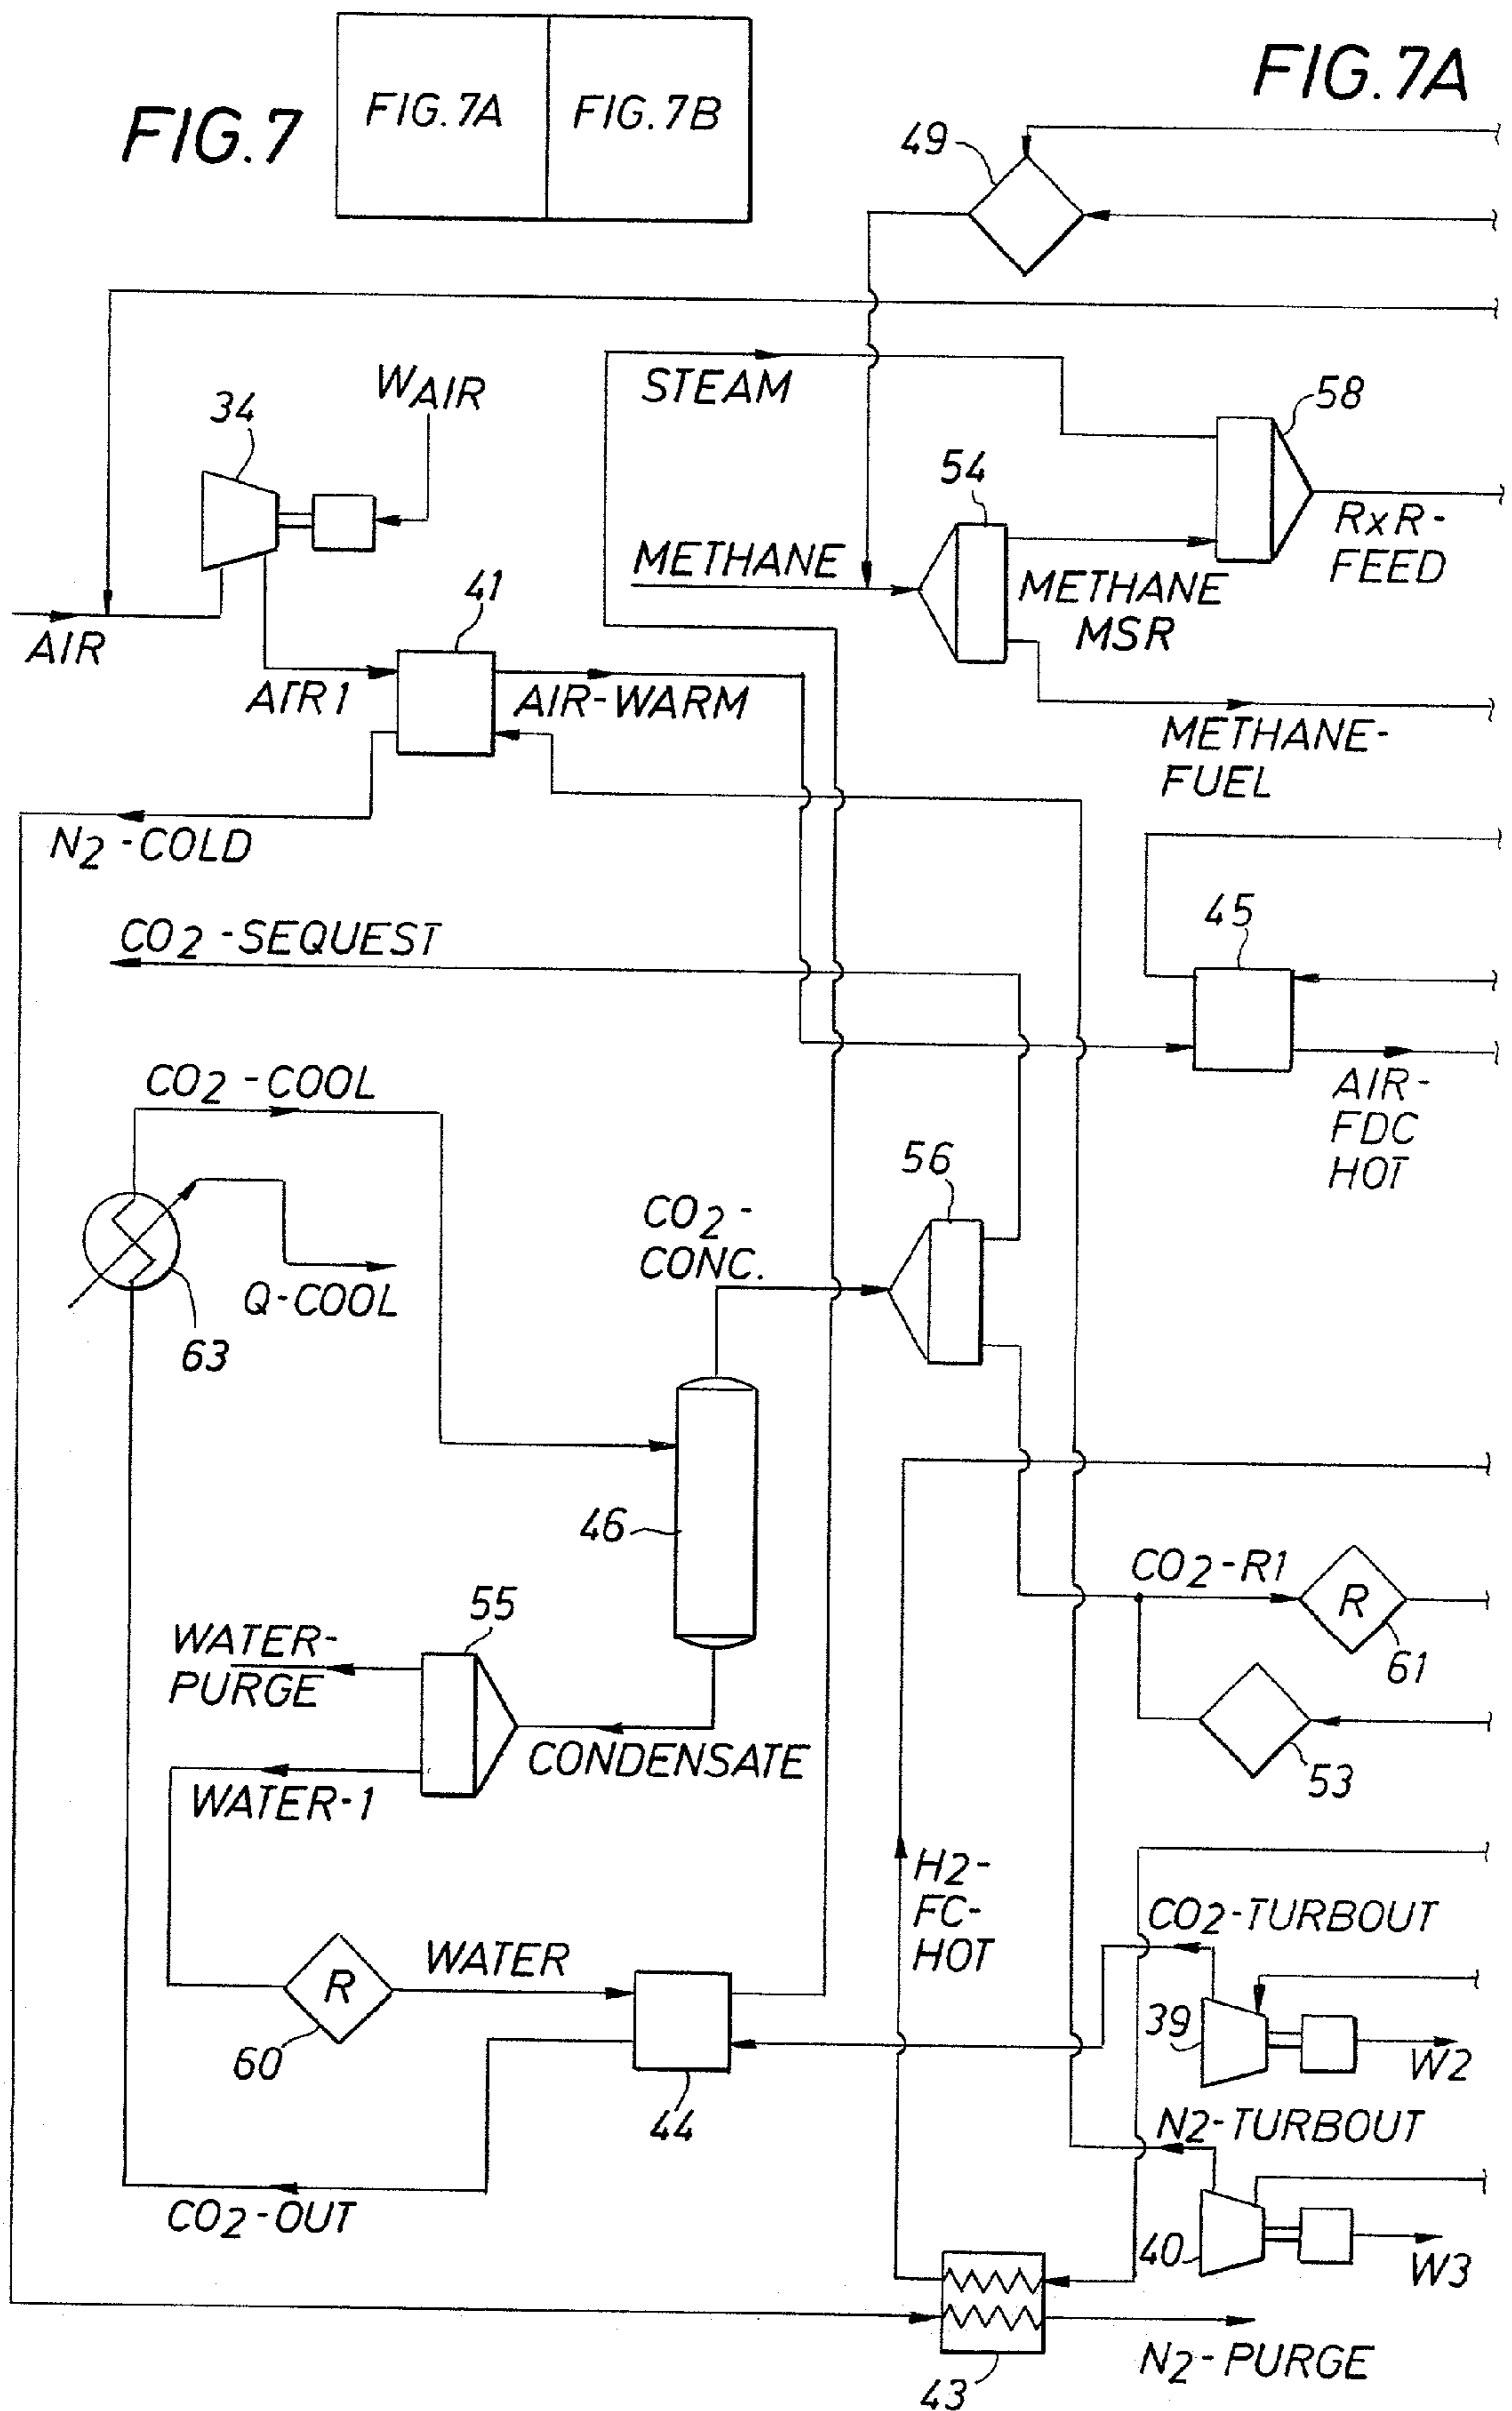 FIG.7
FIG.7A
FIG.7B
FIG.7A
49
WAIR
34
STEAM
58
54
METHANE
RxR-
FEED
METHANE
MSR
41
AIR
AIR1
AIR-WARM
METHANE-
FUEL
N2-COLD
CO2-SEQUEST
45
CO2-COOL
AIR-
FDC
HOT
56
CO2-
CONC.
Q-COOL
63
46
CO2-R1
R
61
55
WATER-
PURGE
CONDENSATE
53
WATER-1
H2-
FC-
HOT
CO2-TURBOUT
WATER
R
60
39
W2
44
N2-TURBOUT
CO2-OUT
40
W3
N2-PURGE
43